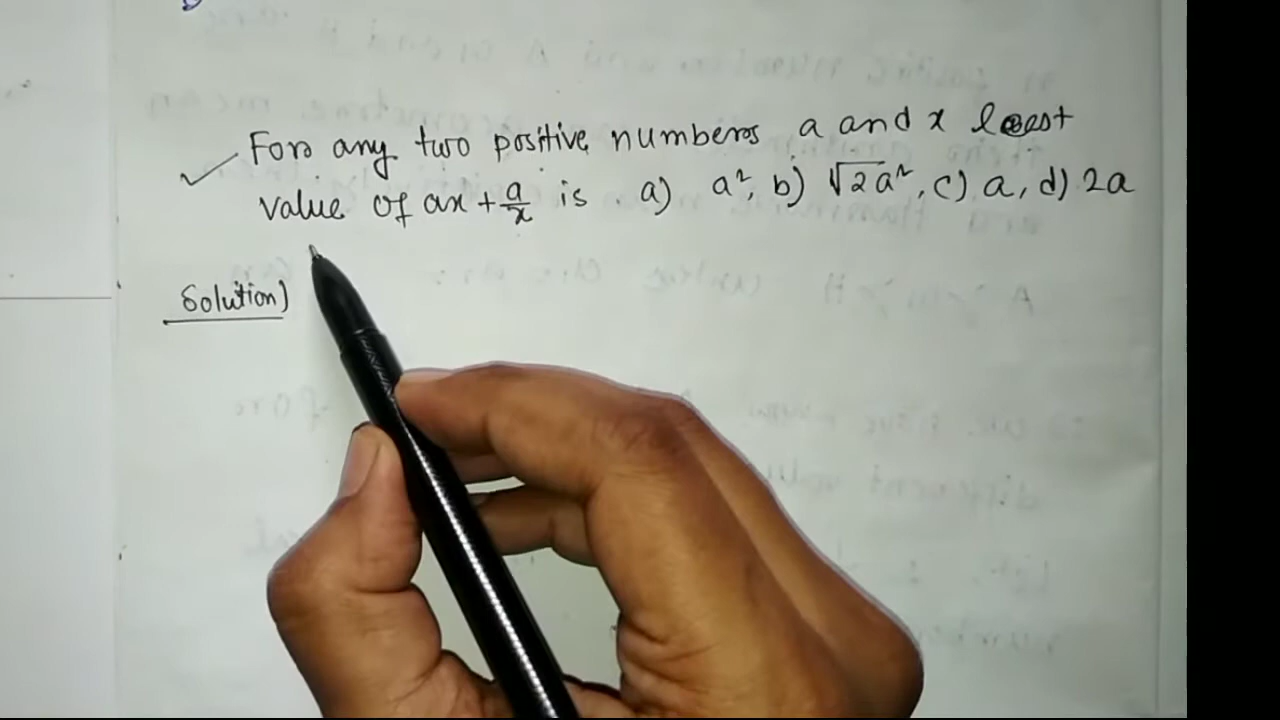 For any two positive numbers a and x least
value of ax + a/x is . a) a², b) √2a², c) a, d) 2a
Solution)